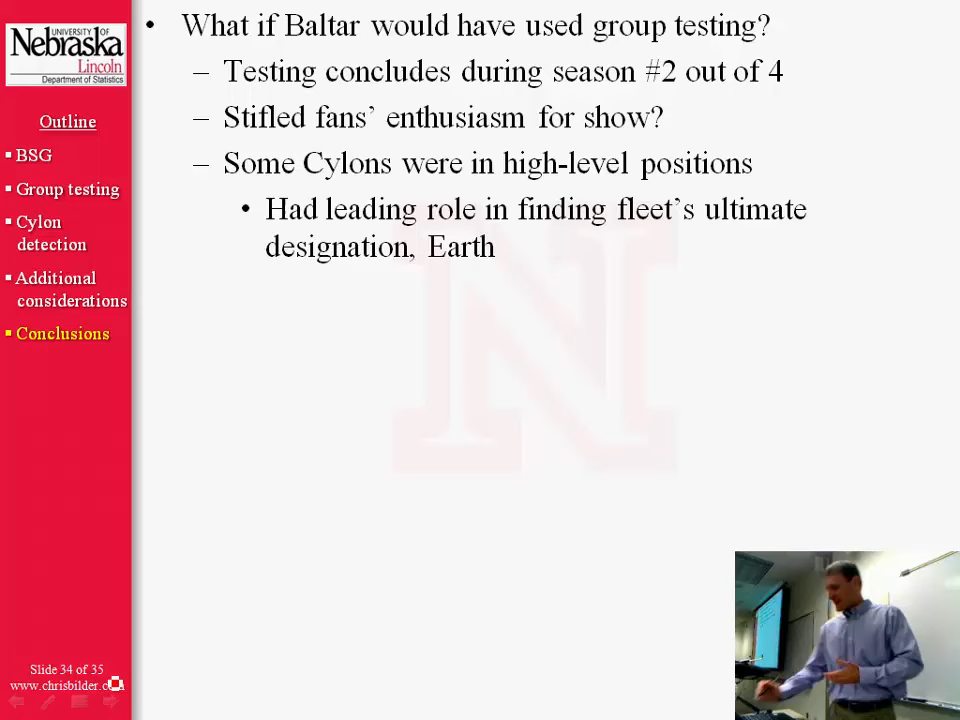 UNIVERSITY OF
Nebraska
Lincoln
Department of Statistics
Outline
BSG
Group testing
Cylon
detection
Additional
considerations
Conclusions
Slide 34 of 35
www.chrisbilder.com
• What if Baltar would have used group testing?
– Testing concludes during season #2 out of 4
– Stifled fans’ enthusiasm for show?
– Some Cylons were in high-level positions
• Had leading role in finding fleet’s ultimate
designation, Earth
N